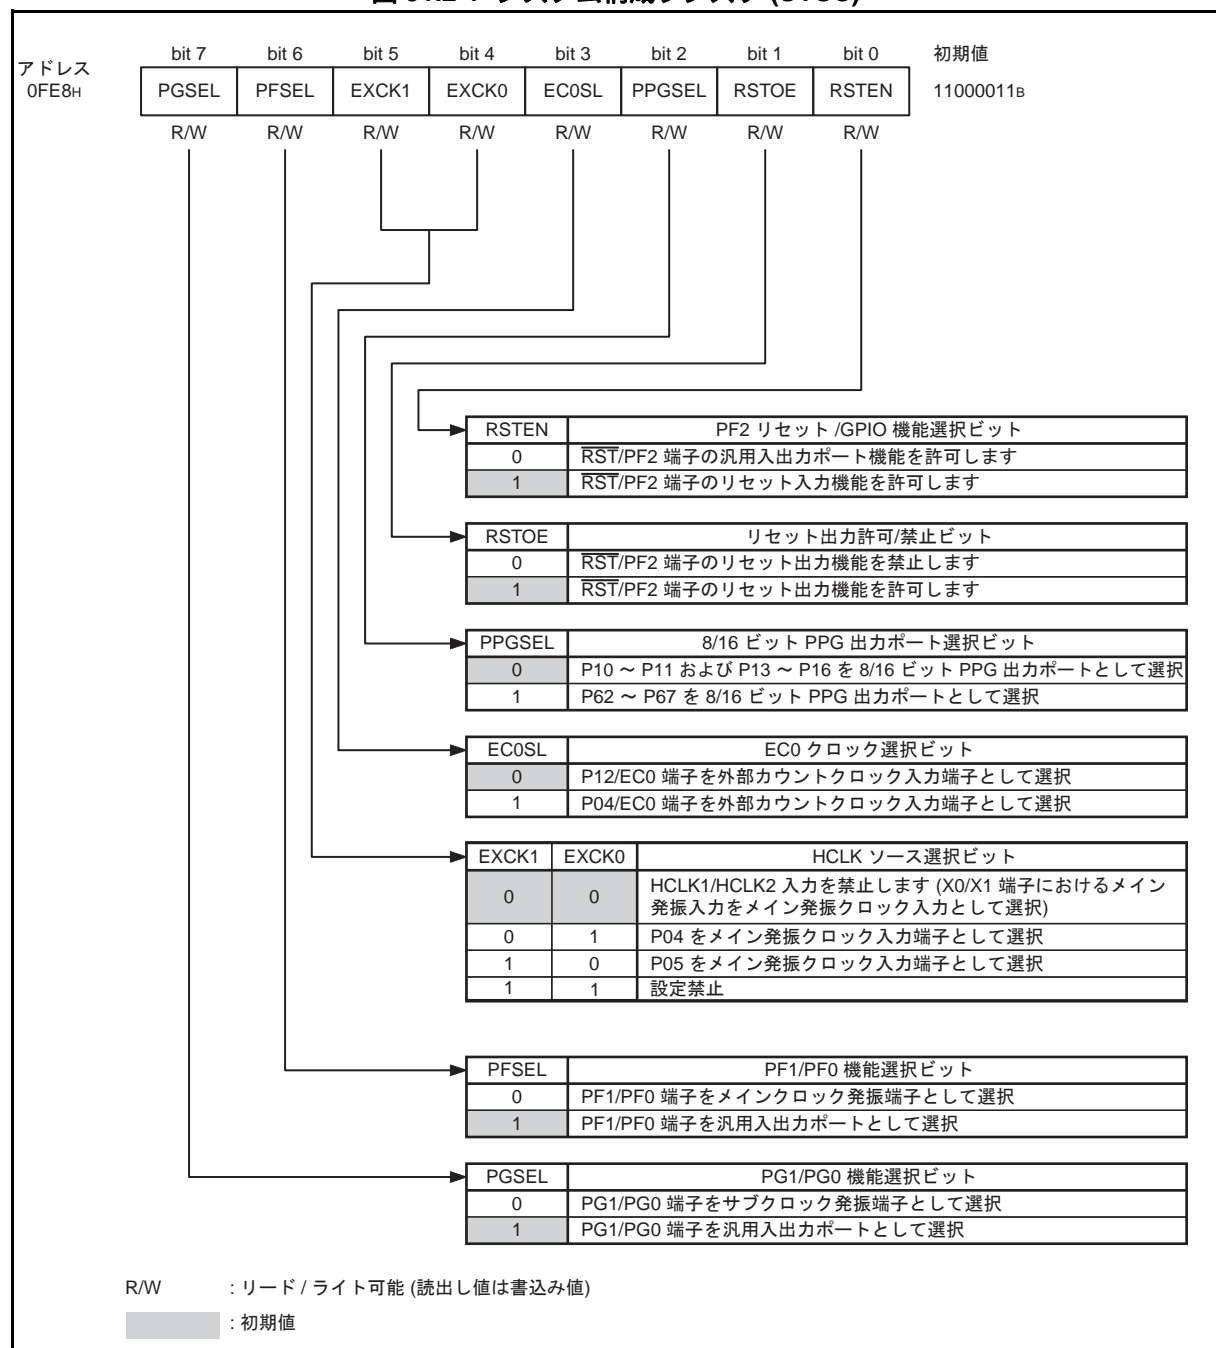 bit 7 bit 6 bit 5 bit 4 bit 3 bit 2 bit 1 bit 0 初期値
アドレス
0FE8H PGSEL PFSEL EXCK1 EXCK0 EC0SL PPGSEL RSTOE RSTEN 11000011B
R/W R/W R/W R/W R/W R/W R/W R/W
RSTEN PF2 リセット /GPIO 機能選択ビット
0 RST/PF2 端子の汎用入出力ポート機能を許可します
1 RST/PF2 端子のリセット入力機能を許可します
RSTOE リセット出力許可/禁止ビット
0 RST/PF2 端子のリセット出力機能を禁止します
1 RST/PF2 端子のリセット出力機能を許可します
PPGSEL 8/16 ビット PPG 出力ポート選択ビット
0 P10 ～ P11 および P13 ～ P16 を 8/16 ビット PPG 出力ポートとして選択
1 P62 ～ P67 を 8/16 ビット PPG 出力ポートとして選択
EC0SL EC0 クロック選択ビット
0 P12/EC0 端子を外部カウントクロック入力端子として選択
1 P04/EC0 端子を外部カウントクロック入力端子として選択
EXCK1 EXCK0 HCLK ソース選択ビット
0 0 HCLK1/HCLK2 入力を禁止します (X0/X1 端子におけるメイン
発振入力をメイン発振クロック入力として選択)
0 1 P04 をメイン発振クロック入力端子として選択
1 0 P05 をメイン発振クロック入力端子として選択
1 1 設定禁止
PFSEL PF1/PF0 機能選択ビット
0 PF1/PF0 端子をメインクロック発振端子として選択
1 PF1/PF0 端子を汎用入出力ポートとして選択
PGSEL PG1/PG0 機能選択ビット
0 PG1/PG0 端子をサブクロック発振端子として選択
1 PG1/PG0 端子を汎用入出力ポートとして選択
R/W : リード / ライト可能 (読出し値は書込み値)
: 初期値